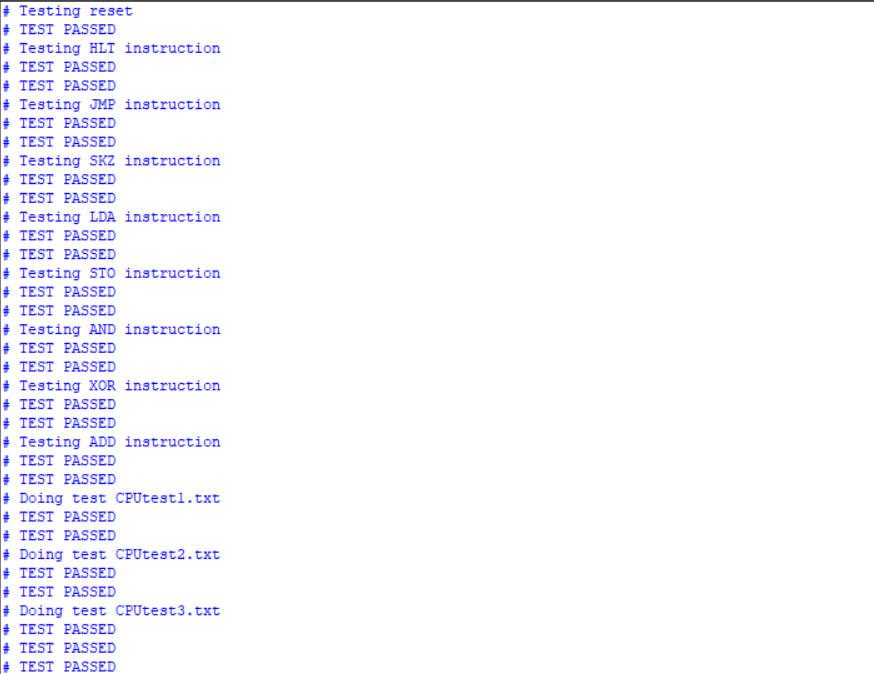 # Testing reset
# TEST PASSED
# Testing HLT instruction
# TEST PASSED
# TEST PASSED
# Testing JMP instruction
# TEST PASSED
# TEST PASSED
# Testing SKZ instruction
# TEST PASSED
# TEST PASSED
# Testing LDA instruction
# TEST PASSED
# TEST PASSED
# Testing STO instruction
# TEST PASSED
# TEST PASSED
# Testing AND instruction
# TEST PASSED
# TEST PASSED
# Testing XOR instruction
# TEST PASSED
# TEST PASSED
# Testing ADD instruction
# TEST PASSED
# TEST PASSED
# Doing test CPUtest1.txt
# TEST PASSED
# TEST PASSED
# Doing test CPUtest2.txt
# TEST PASSED
# TEST PASSED
# Doing test CPUtest3.txt
# TEST PASSED
# TEST PASSED
# TEST PASSED